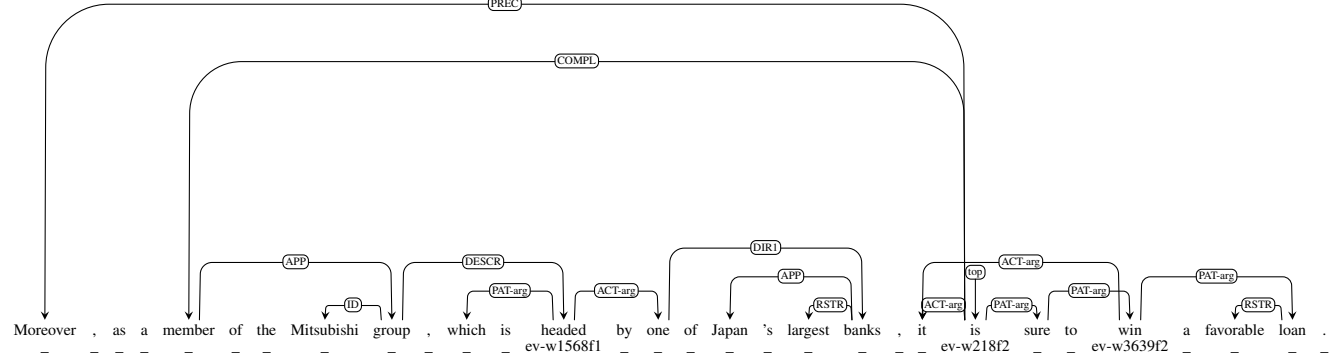 PREC
COMPL
DIR1
APP DESCR ACT-arg
top
APP PAT-arg
PAT-arg ACT-arg PAT-arg
ID RSTR ACT-arg PAT-arg RSTR
Moreover , as a member of the Mitsubishi group , which is headed by one of Japan 's largest banks , it is sure to win a favorable loan .
_ _ _ _ _ _ _ _ _ _ _ _ ev-w1568f1 _ _ _ _ _ _ _ _ _ ev-w218f2 _ _ ev-w3639f2 _ _ _ _